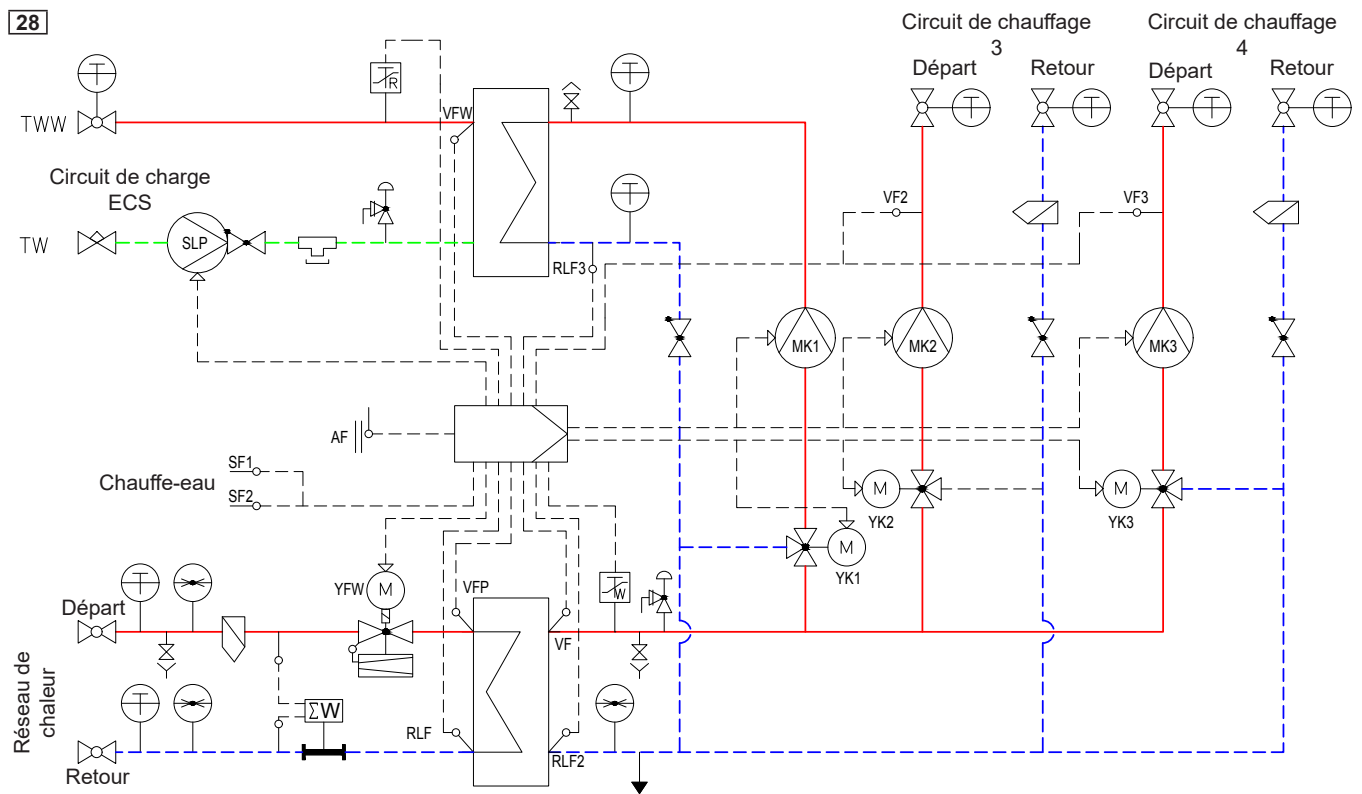 28
Circuit de chauffage
3
Circuit de chauffage
4
Départ
Retour
Départ
Retour
T
T
T
T
T
T
R
TWW
VFW
Circuit de charge
ECS
T
VF2
VF3
TW
SLP
RLF3
MK1
MK2
MK3
AF
SF1
Chauffe-eau
SF2
M
YK2
M
YK3
M
YK1
T
YFW
M
VFP
W
Départ
VF
Réseau de
chaleur
T
ΣW
RLF
RLF2
Retour